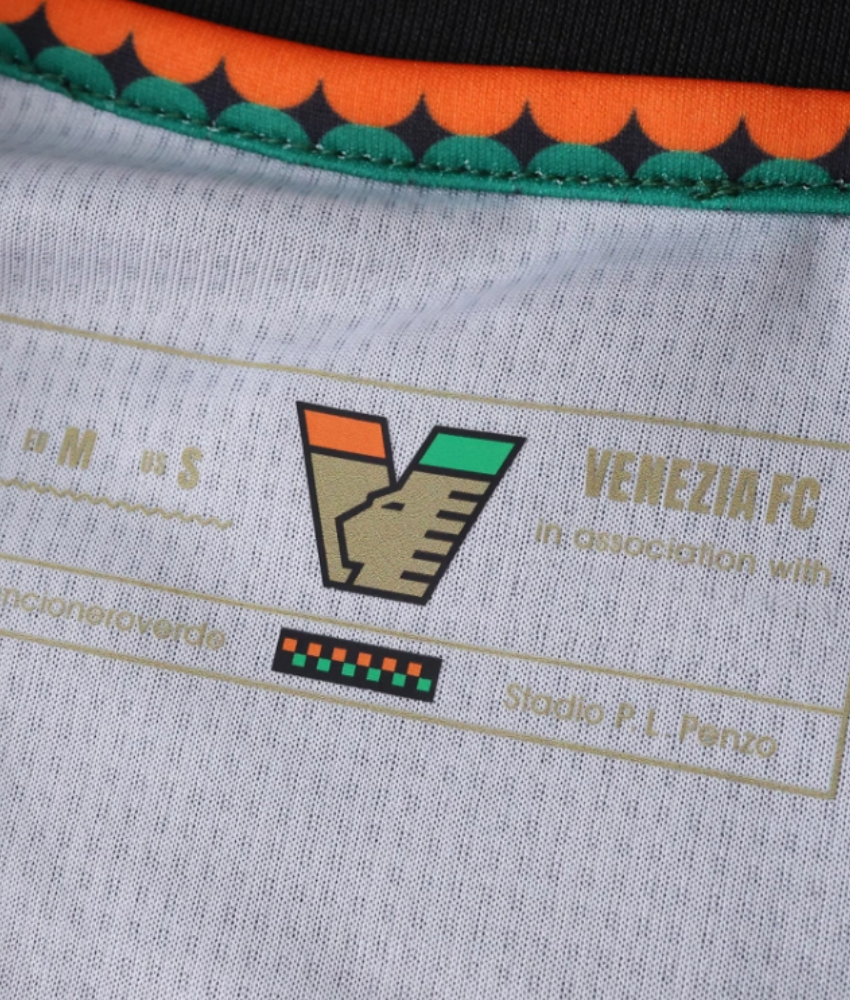 EU M US S
VENEZIA FC
in association with
ncioneroverde
Stadio P. L. Penzo